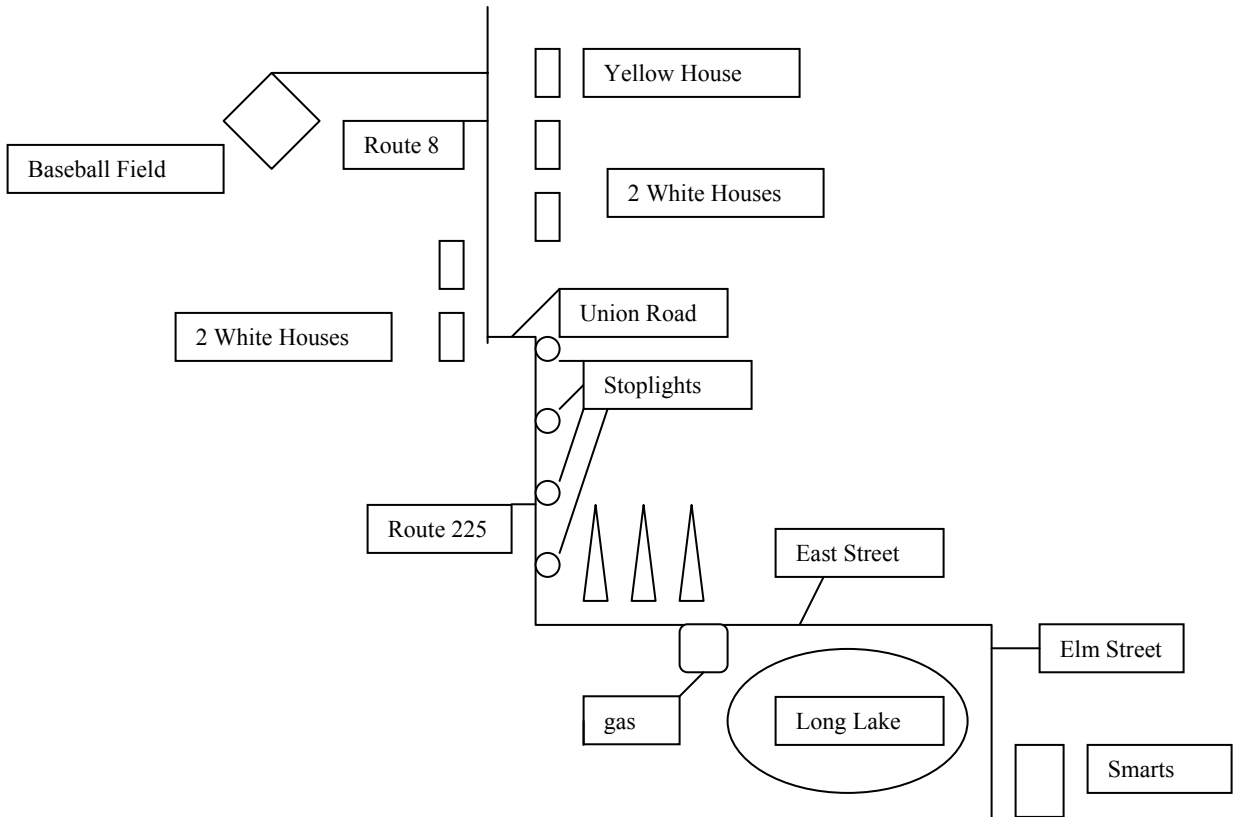 Yellow House
Route 8
Baseball Field
2 White Houses
Union Road
2 White Houses
Stoplights
Route 225
East Street
Elm Street
gas
Long Lake
Smarts